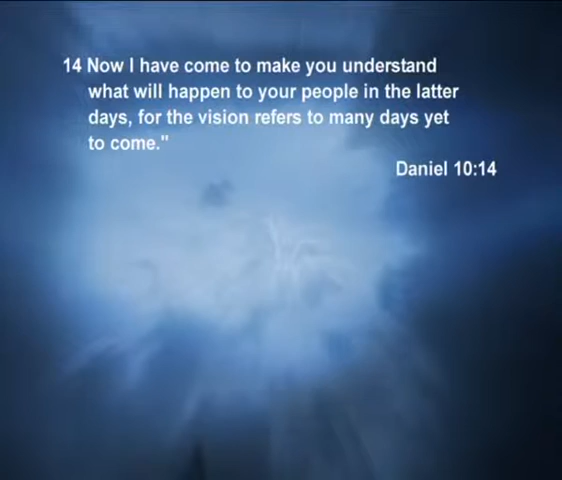 14 Now I have come to make you understand
what will happen to your people in the latter
days, for the vision refers to many days yet
to come."
Daniel 10:14